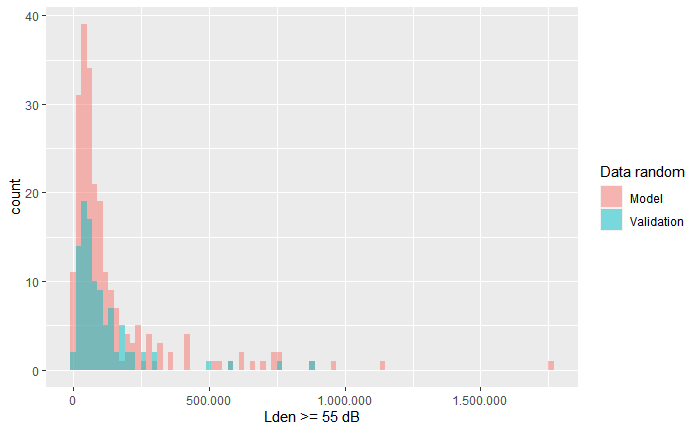 40
30
20
10
0
count
0
500.000
1.000.000
1.500.000
Lden >= 55 dB
Data random
Model
Validation